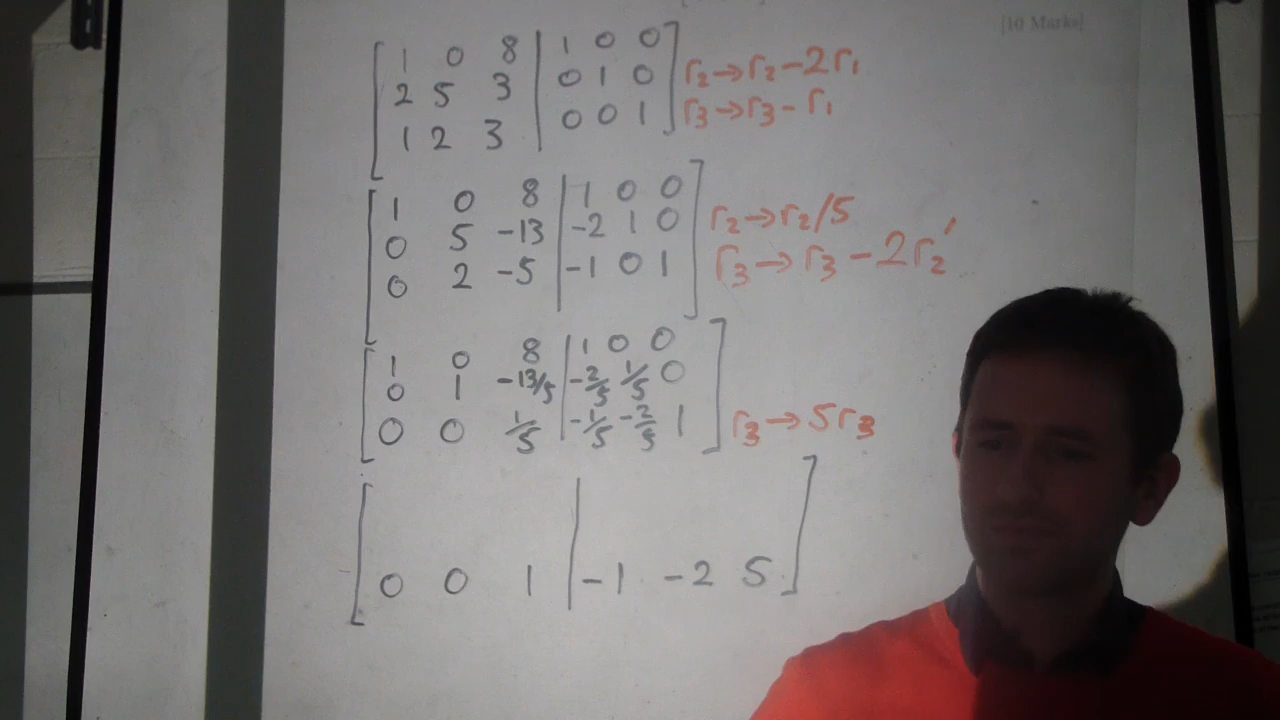 [10 Marks]
[ 1 0 8 | 1 0 0 ]
2 5 3 | 0 1 0 r₂→r₂-2r₁
1 2 3 | 0 0 1 r₃→r₃-r₁
[ 1 0 8 | 1 0 0 ]
0 5 -13 | -2 1 0 r₂→r₂/5
0 2 -5 | -1 0 1 r₃→r₃-2r₂′
[ 1 0 8 | 1 0 0 ]
0 1 -13/5 | -2/5 1/5 0
0 0 1/5 | -1/5 -2/5 1 r₃→5r₃
[ 0 0 1 | -1 -2 5 ]